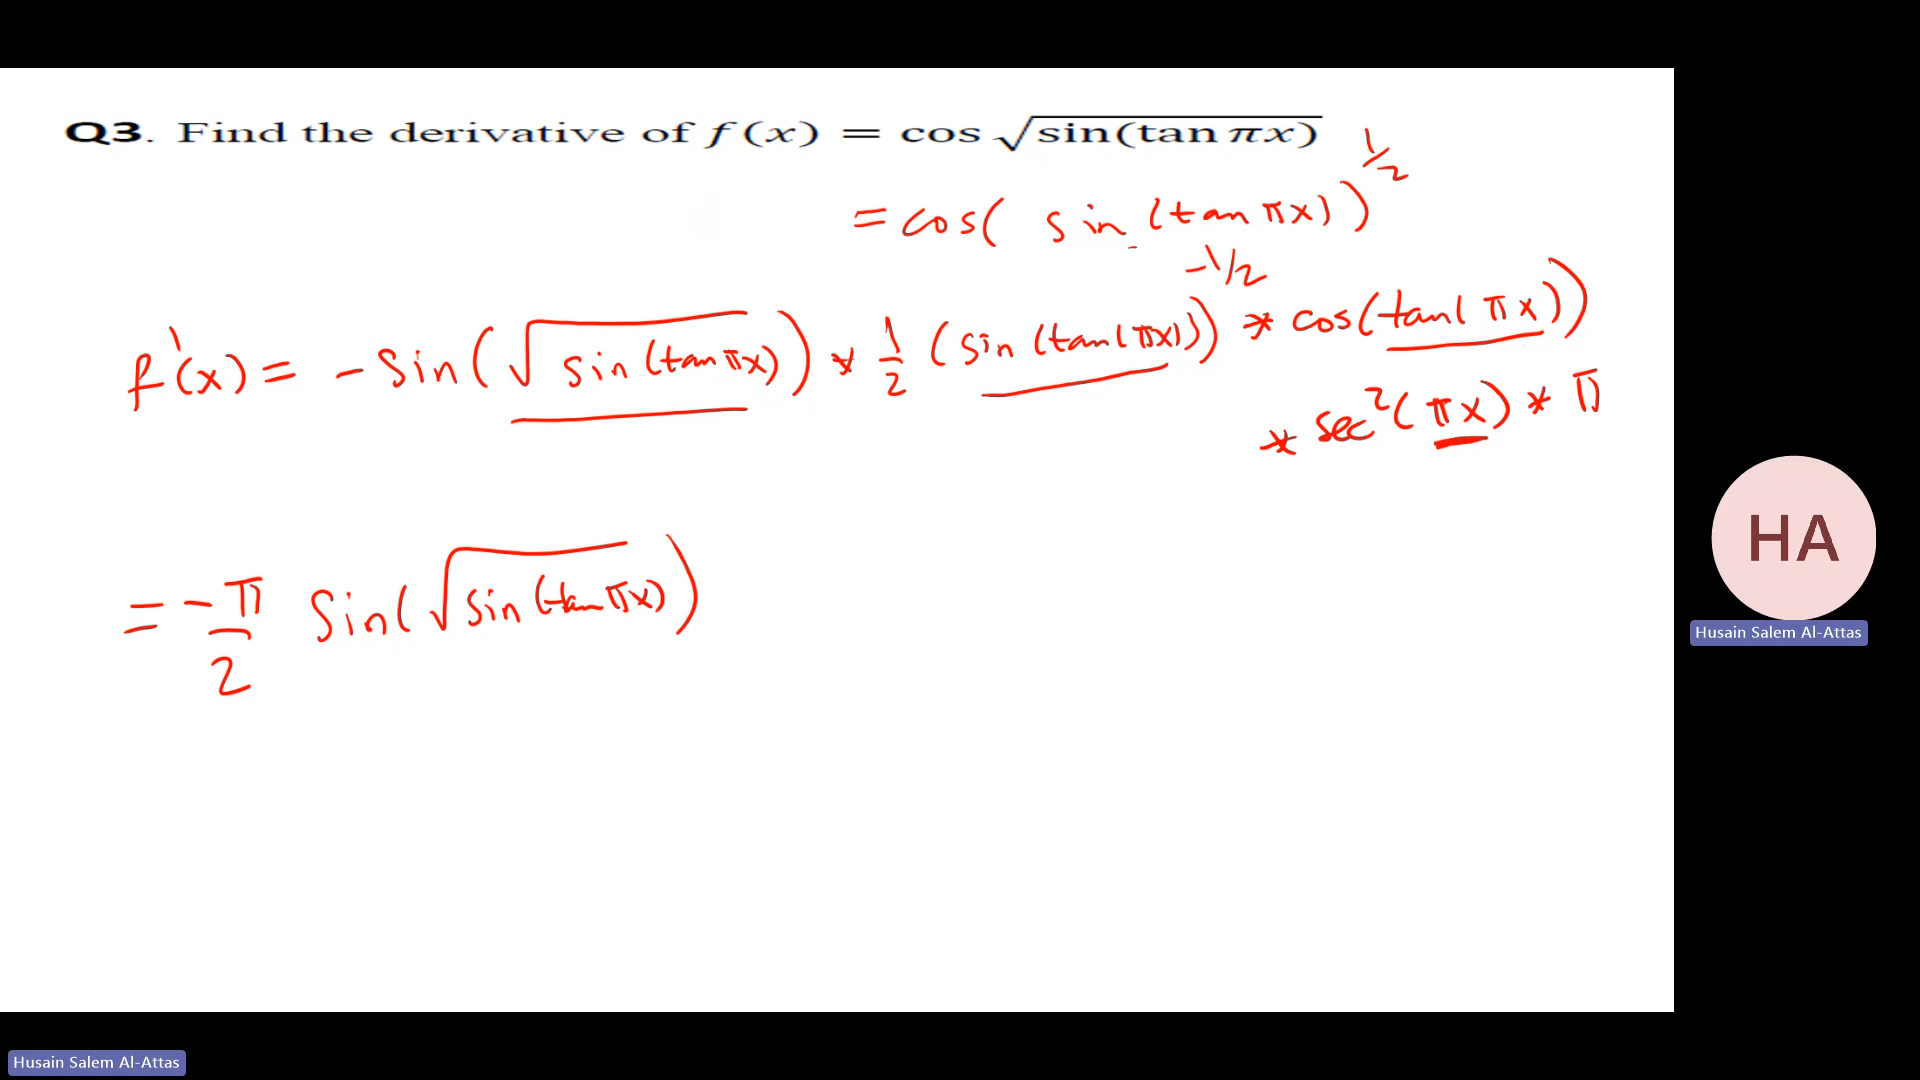 Q3. Find the derivative of f(x) = cos √sin(tan πx)
= cos( sin (tan πx) )^1/2
f'(x) = - sin( √sin (tan πx) ) * 1/2 (sin (tan(πx)))^-1/2 * cos(tan(πx))
* sec²(πx) * π
= -π/2 sin( √sin (tan πx) )
HA
Husain Salem Al-Attas
Husain Salem Al-Attas